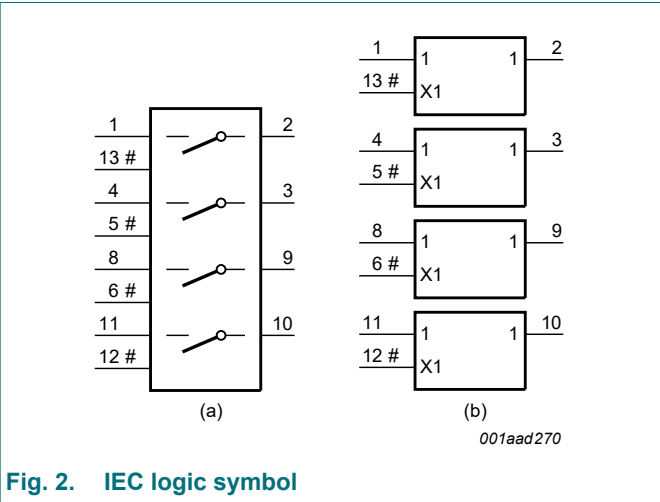 1 2
13 #
4 3
5 #
8 9
6 #
11 10
12 #
(a)
1 1 1 2
13 # X1
4 1 1 3
5 # X1
8 1 1 9
6 # X1
11 1 1 10
12 # X1
(b)
001aad270
Fig. 2. IEC logic symbol